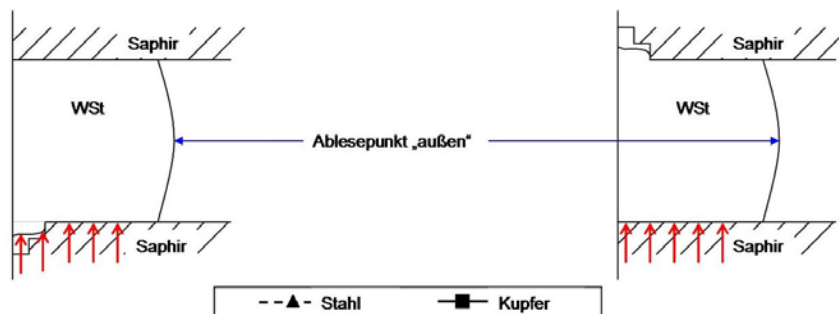 Saphir
Saphir
WSt
WSt
Ablesepunkt „außen“
Saphir
Saphir
Stahl
Kupfer